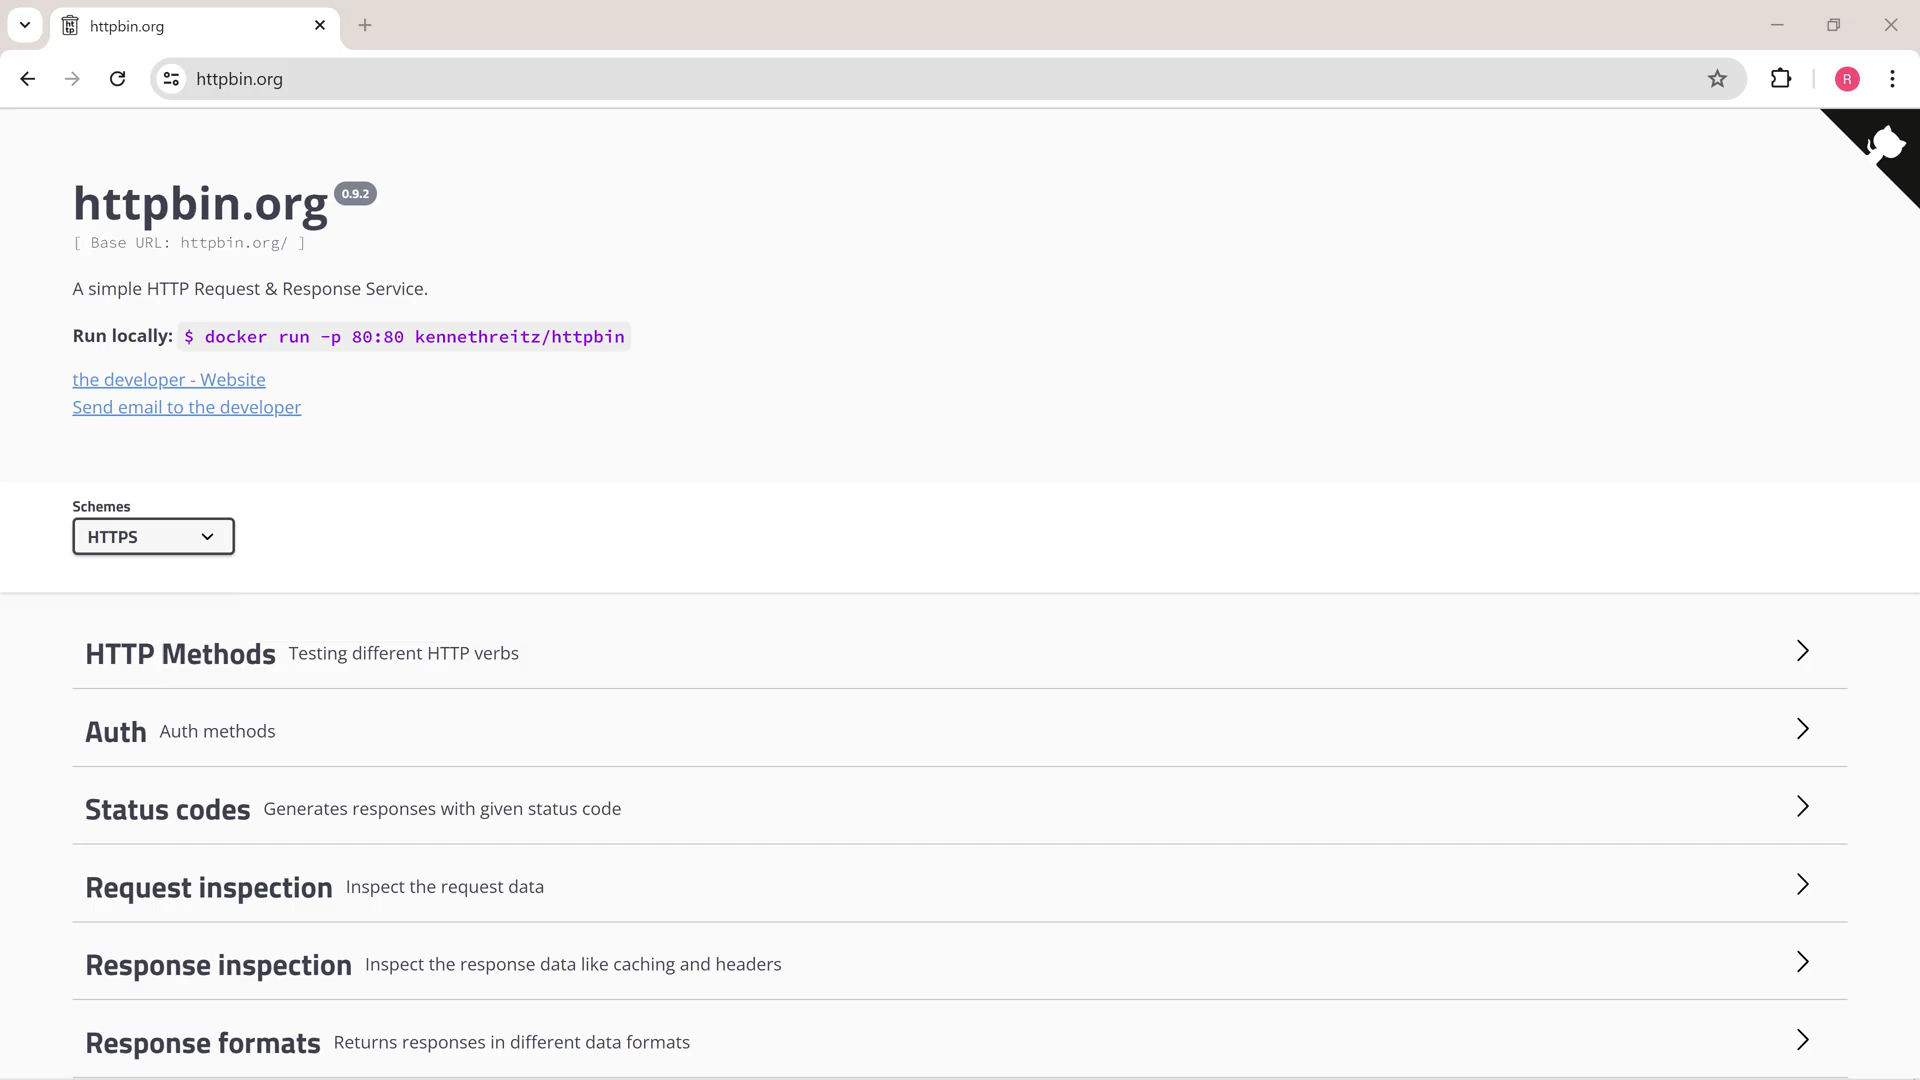 httpbin.org
httpbin.org
R
httpbin.org 0.9.2
[ Base URL: httpbin.org/ ]
A simple HTTP Request & Response Service.
Run locally: $ docker run -p 80:80 kennethreitz/httpbin
the developer - Website
Send email to the developer
Schemes
HTTPS
HTTP Methods Testing different HTTP verbs
Auth Auth methods
Status codes Generates responses with given status code
Request inspection Inspect the request data
Response inspection Inspect the response data like caching and headers
Response formats Returns responses in different data formats